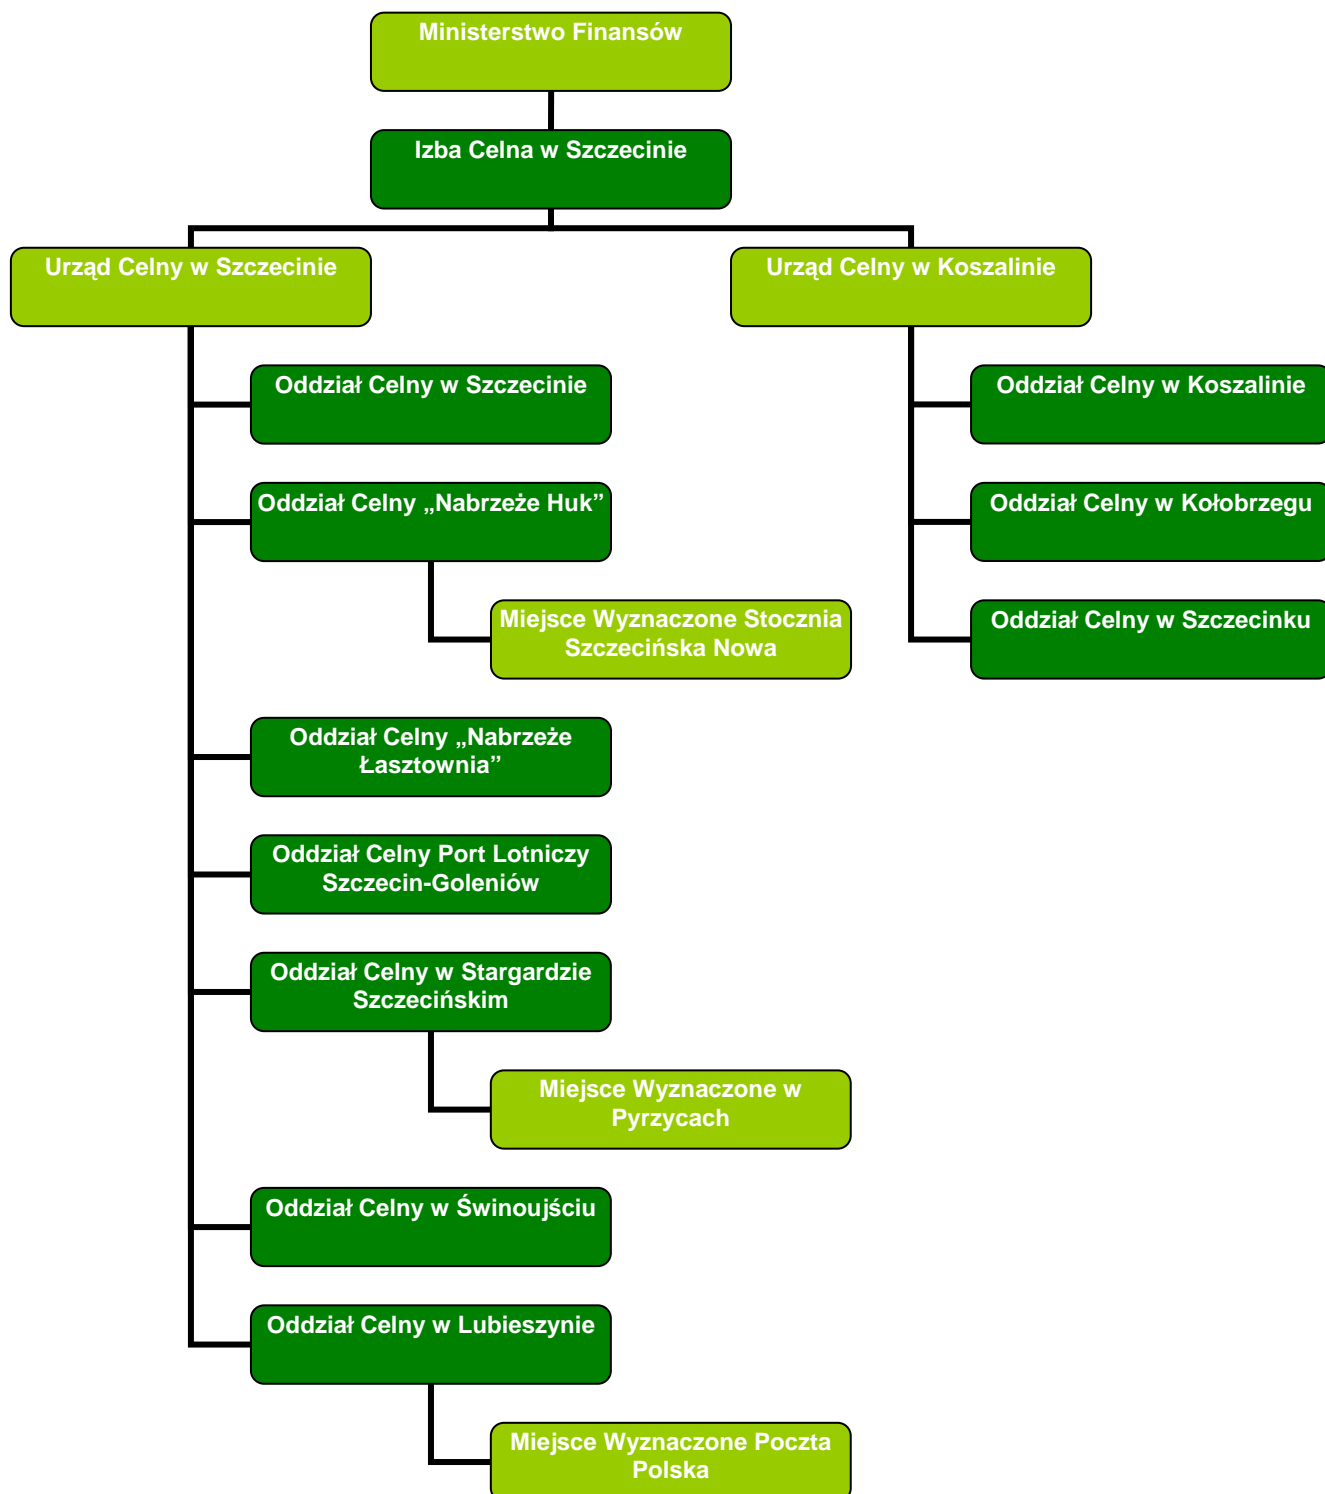 Ministerstwo Finansów
Izba Celna w Szczecinie
Urząd Celny w Szczecinie
Urząd Celny w Koszalinie
Oddział Celny w Szczecinie
Oddział Celny w Koszalinie
Oddział Celny „Nabrzeże Huk”
Oddział Celny w Kołobrzegu
Miejsce Wyznaczone Stocznia
Szczecińska Nowa
Oddział Celny w Szczecinku
Oddział Celny „Nabrzeże
Łasztownia”
Oddział Celny Port Lotniczy
Szczecin-Goleniów
Oddział Celny w Stargardzie
Szczecińskim
Miejsce Wyznaczone w
Pyrzycach
Oddział Celny w Świnoujściu
Oddział Celny w Lubieszynie
Miejsce Wyznaczone Poczta
Polska